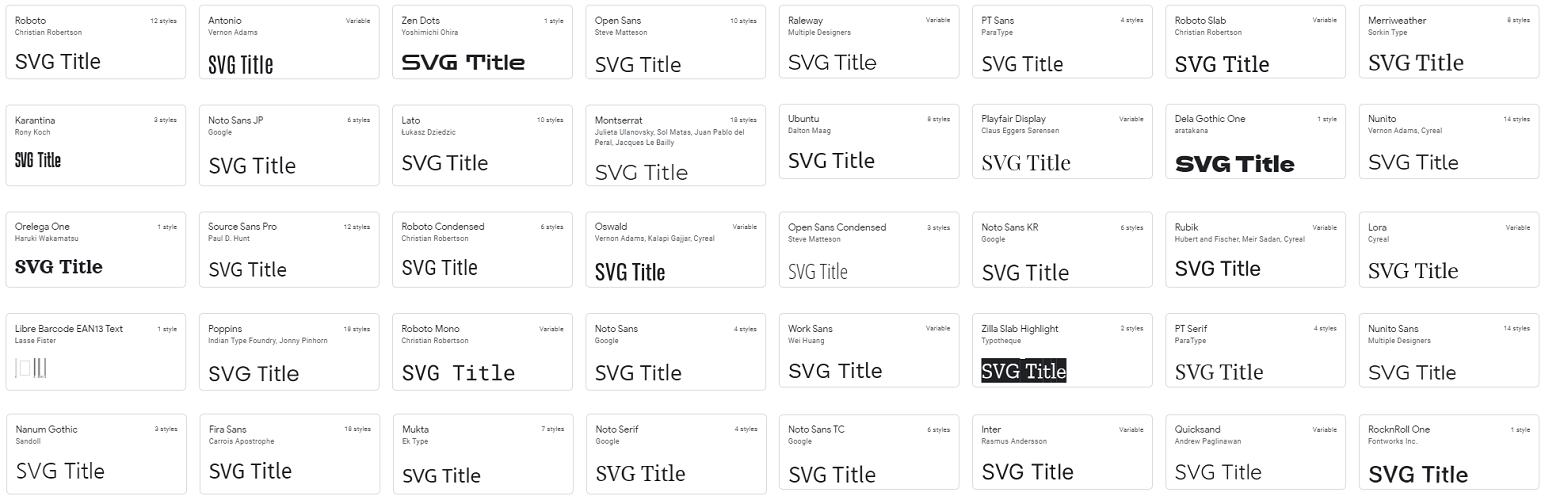 Roboto 12 styles
Christian Robertson
SVG Title
Antonio Variable
Vernon Adams
SVG Title
Zen Dots 1 style
Yoshimichi Ohira
SVG Title
Open Sans 10 styles
Steve Matteson
SVG Title
Raleway Variable
Multiple Designers
SVG Title
PT Sans 4 styles
ParaType
SVG Title
Roboto Slab Variable
Christian Robertson
SVG Title
Merriweather 8 styles
Sorkin Type
SVG Title
Karantina 3 styles
Rony Koch
SVG Title
Noto Sans JP 6 styles
Google
SVG Title
Lato 10 styles
Łukasz Dziedzic
SVG Title
Montserrat 18 styles
Julieta Ulanovsky, Sol Matas, Juan Pablo del
Peral, Jacques Le Bailly
SVG Title
Ubuntu 8 styles
Dalton Maag
SVG Title
Playfair Display Variable
Claus Eggers Sørensen
SVG Title
Dela Gothic One 1 style
aratakana
SVG Title
Nunito 14 styles
Vernon Adams, Cyreal
SVG Title
Orelega One 1 style
Haruki Wakamatsu
SVG Title
Source Sans Pro 12 styles
Paul D. Hunt
SVG Title
Roboto Condensed 6 styles
Christian Robertson
SVG Title
Oswald Variable
Vernon Adams, Kalapi Gajjar, Cyreal
SVG Title
Open Sans Condensed 3 styles
Steve Matteson
SVG Title
Noto Sans KR 6 styles
Google
SVG Title
Rubik Variable
Hubert and Fischer, Meir Sadan, Cyreal
SVG Title
Lora Variable
Cyreal
SVG Title
Libre Barcode EAN13 Text 1 style
Lasse Fister
Poppins 18 styles
Indian Type Foundry, Jonny Pinhorn
SVG Title
Roboto Mono Variable
Christian Robertson
SVG Title
Noto Sans 4 styles
Google
SVG Title
Work Sans Variable
Wei Huang
SVG Title
Zilla Slab Highlight 2 styles
Typotheque
SVG Title
PT Serif 4 styles
ParaType
SVG Title
Nunito Sans 14 styles
Multiple Designers
SVG Title
Nanum Gothic 3 styles
Sandoll
SVG Title
Fira Sans 18 styles
Carrois Apostrophe
SVG Title
Mukta 7 styles
Ek Type
SVG Title
Noto Serif 4 styles
Google
SVG Title
Noto Sans TC 6 styles
Google
SVG Title
Inter Variable
Rasmus Andersson
SVG Title
Quicksand Variable
Andrew Paglinawan
SVG Title
RocknRoll One 1 style
Fontworks Inc.
SVG Title